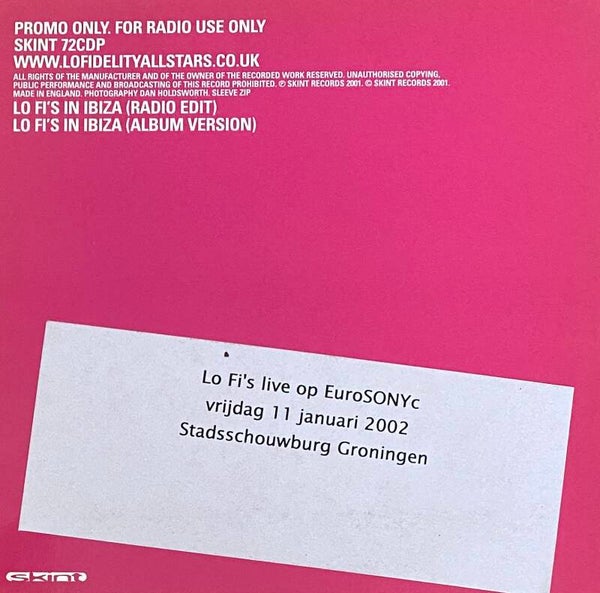 PROMO ONLY. FOR RADIO USE ONLY
SKINT 72CDP
WWW.LOFIDELITYALLSTARS.CO.UK
ALL RIGHTS OF THE MANUFACTURER AND OF THE OWNER OF THE RECORDED WORK RESERVED. UNAUTHORISED COPYING,
PUBLIC PERFORMANCE AND BROADCASTING OF THIS RECORD PROHIBITED. ℗ SKINT RECORDS 2001. © SKINT RECORDS 2001.
MADE IN ENGLAND. PHOTOGRAPHY DAN HOLDSWORTH. SLEEVE ZIP
LO FI'S IN IBIZA (RADIO EDIT)
LO FI'S IN IBIZA (ALBUM VERSION)
Lo Fi's live op EuroSONYc
vrijdag 11 januari 2002
Stadsschouwburg Groningen
skint